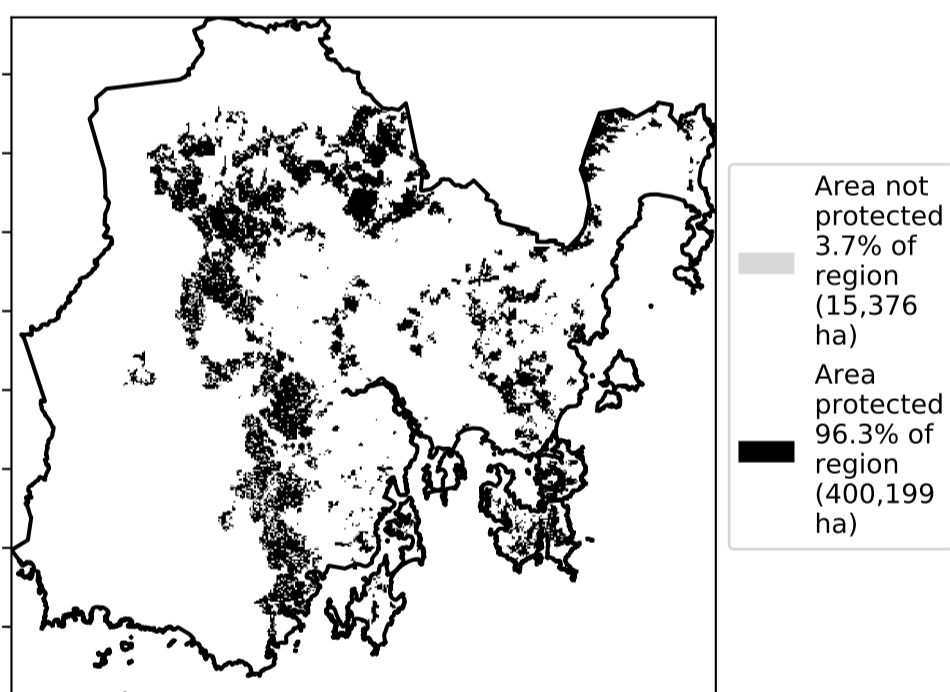 Area not
protected
3.7% of
region
(15,376
ha)
Area
protected
96.3% of
region
(400,199
ha)